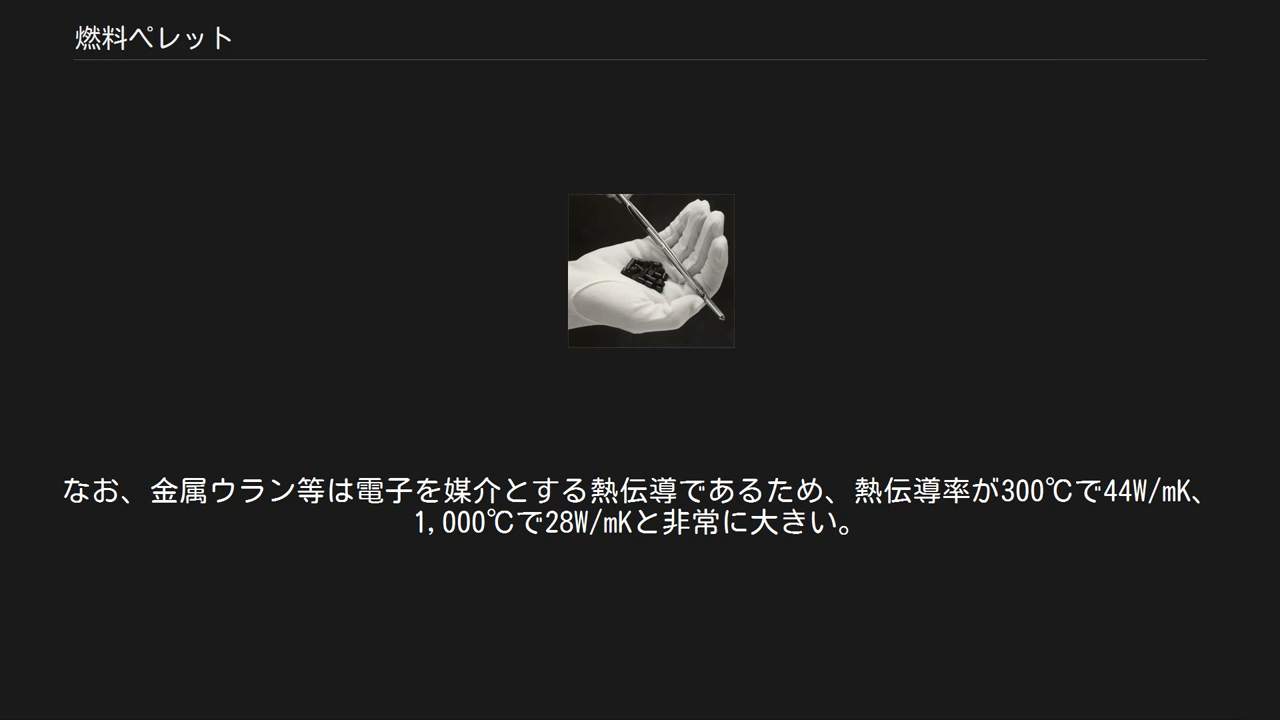 燃料ペレット
なお、金属ウラン等は電子を媒介とする熱伝導であるため、熱伝導率が300℃で44W/mK、
1,000℃で28W/mKと非常に大きい。